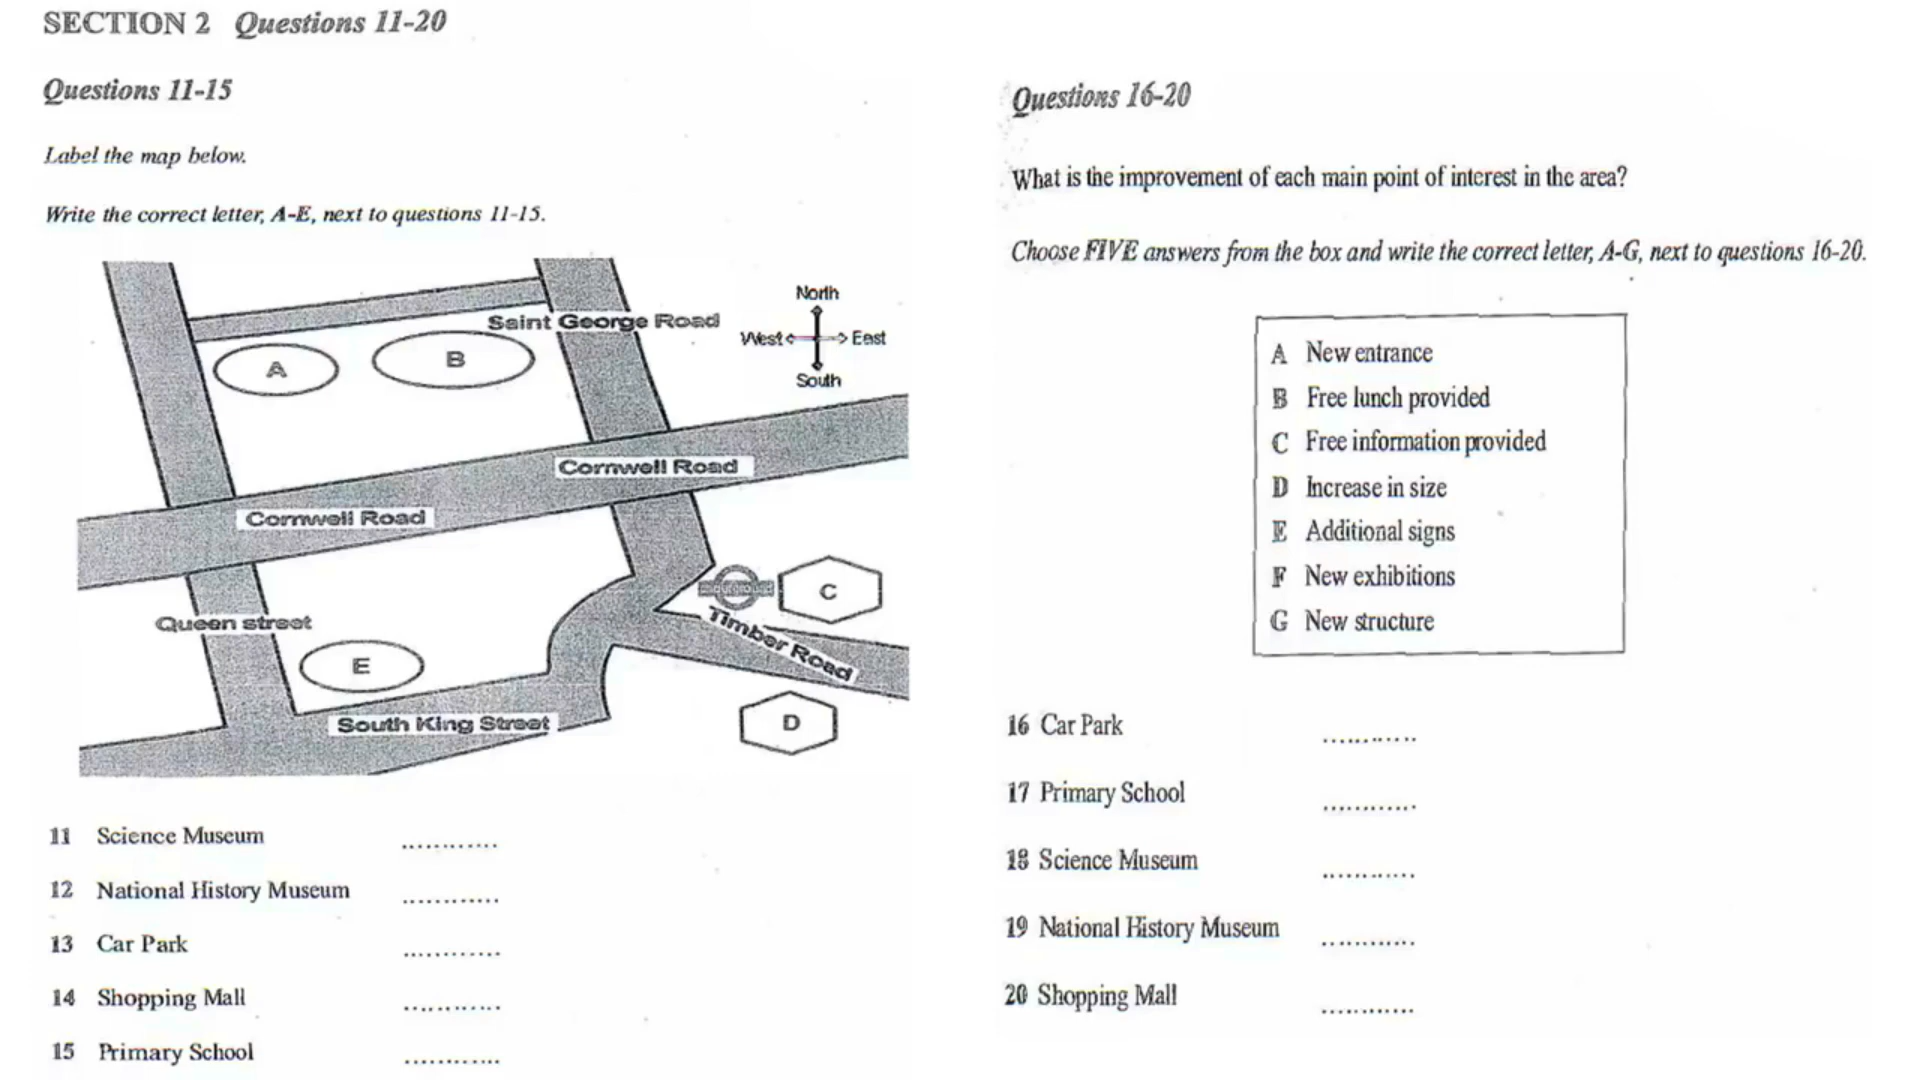 SECTION 2 Questions 11-20
Questions 11-15
Label the map below.
Write the correct letter, A-E, next to questions 11-15.
North
West
East
South
Saint George Road
A
B
Cornwell Road
Cornwell Road
Queen street
C
Timber Road
E
South King Street
D
11 Science Museum ............
12 National History Museum ............
13 Car Park ............
14 Shopping Mall ............
15 Primary School ............
Questions 16-20
What is the improvement of each main point of interest in the area?
Choose FIVE answers from the box and write the correct letter, A-G, next to questions 16-20.
A New entrance
B Free lunch provided
C Free information provided
D Increase in size
E Additional signs
F New exhibitions
G New structure
16 Car Park ............
17 Primary School ............
18 Science Museum ............
19 National History Museum ............
20 Shopping Mall ............